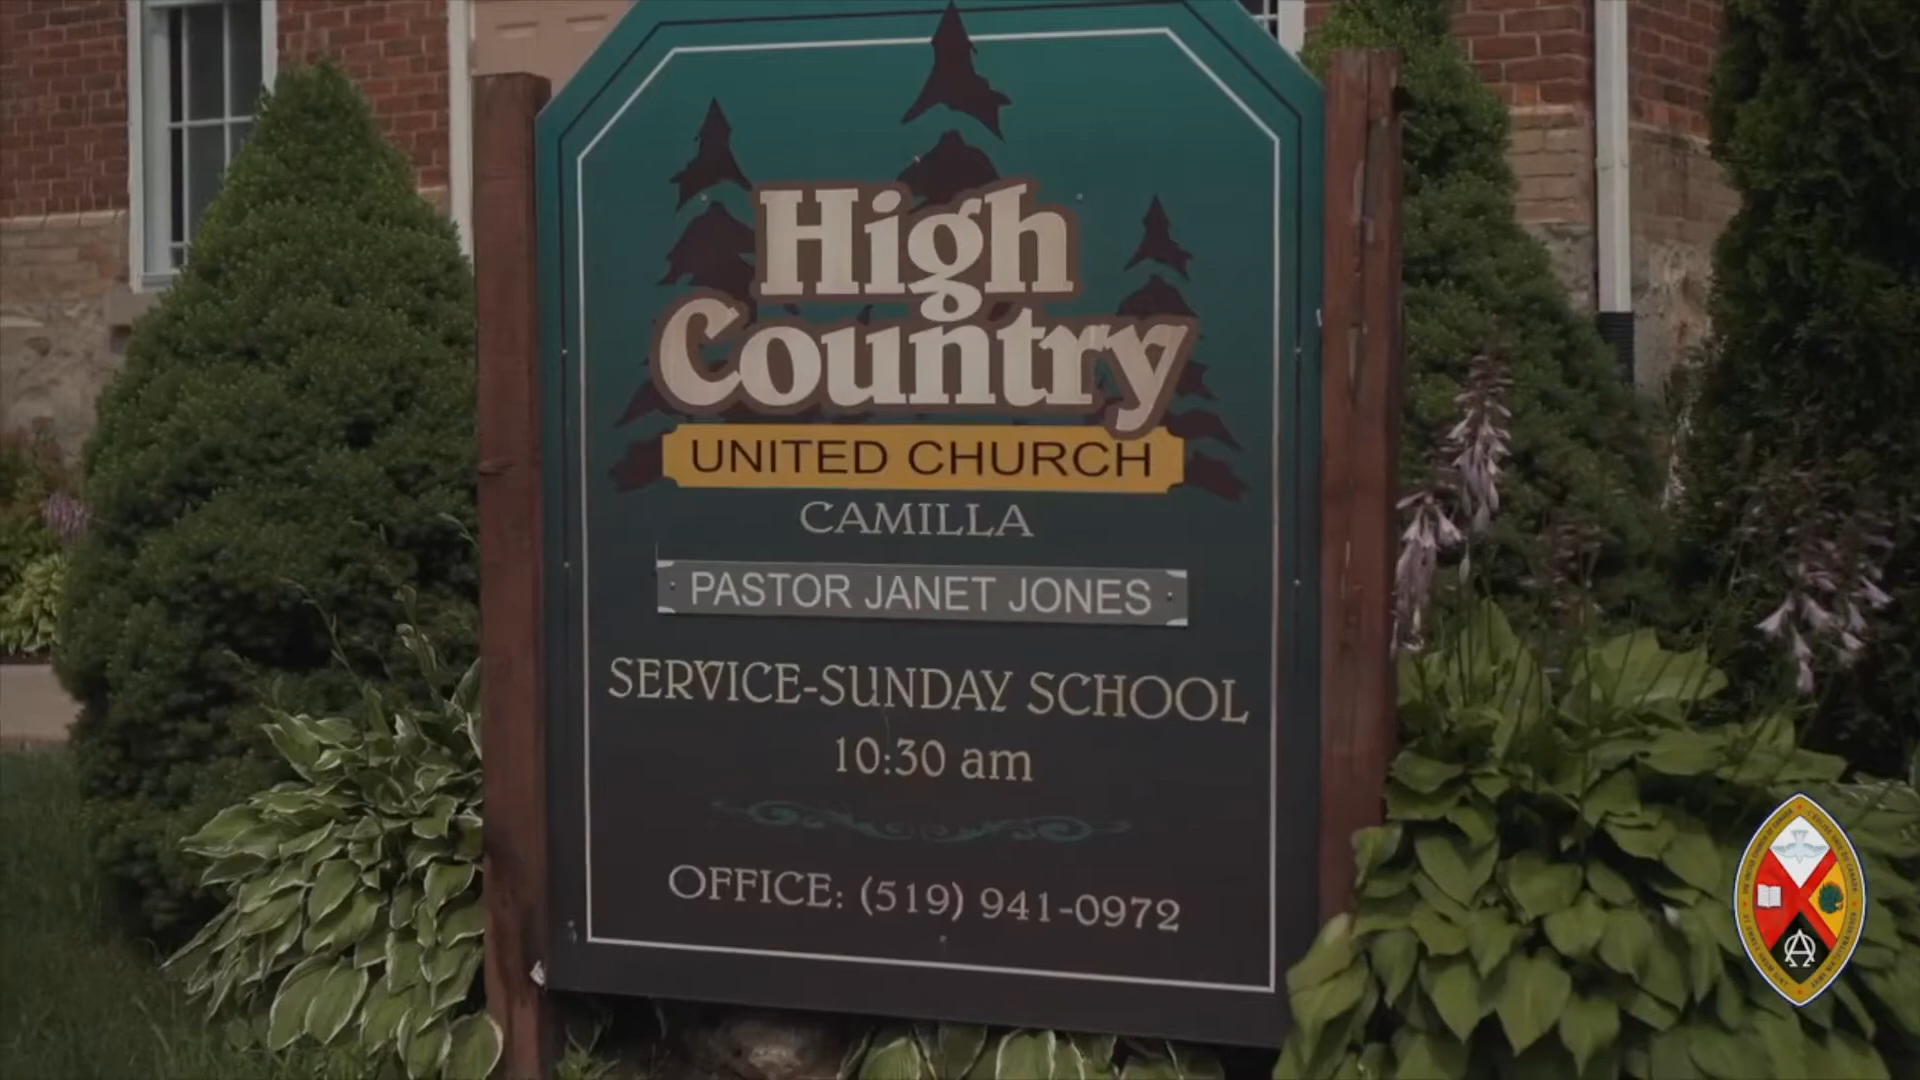 High
Country
UNITED CHURCH
CAMILLA
PASTOR JANET JONES
SERVICE-SUNDAY SCHOOL
10:30 am
OFFICE: (519) 941-0972